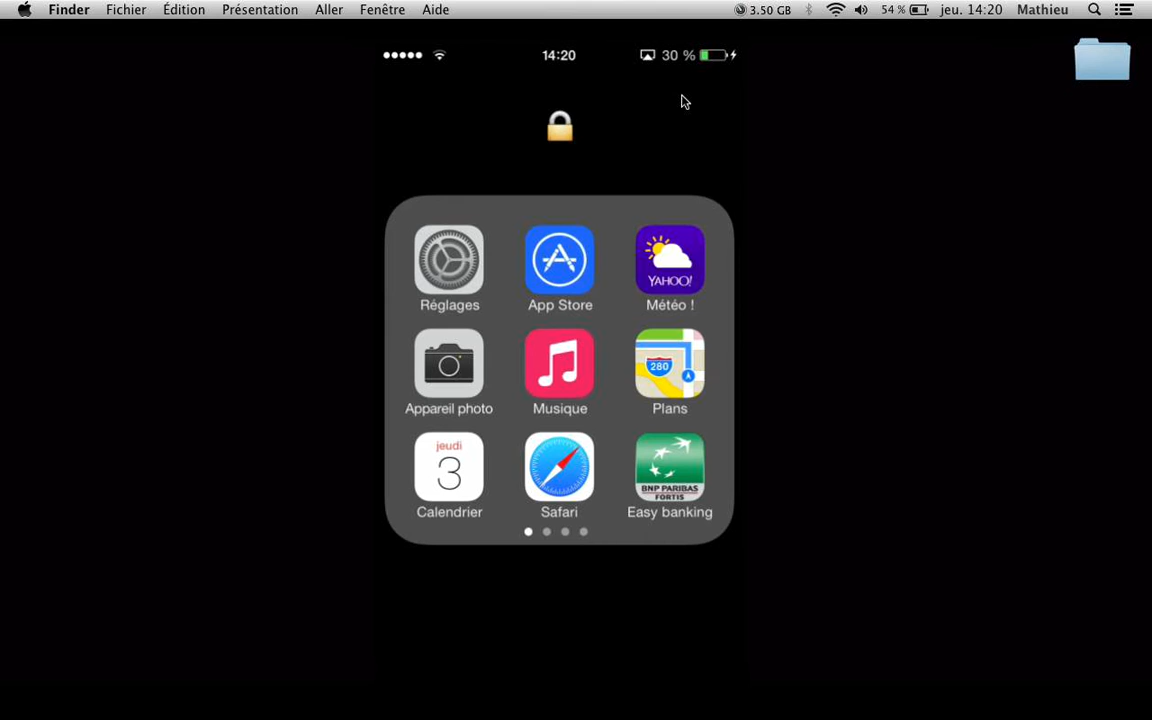 Finder Fichier Édition Présentation Aller Fenêtre Aide 3.50 GB 54 % jeu. 14:20 Mathieu
14:20 30 %
YAHOO!
Réglages App Store Météo !
280
Appareil photo Musique Plans
jeudi
3
BNP PARIBAS
FORTIS
Calendrier Safari Easy banking